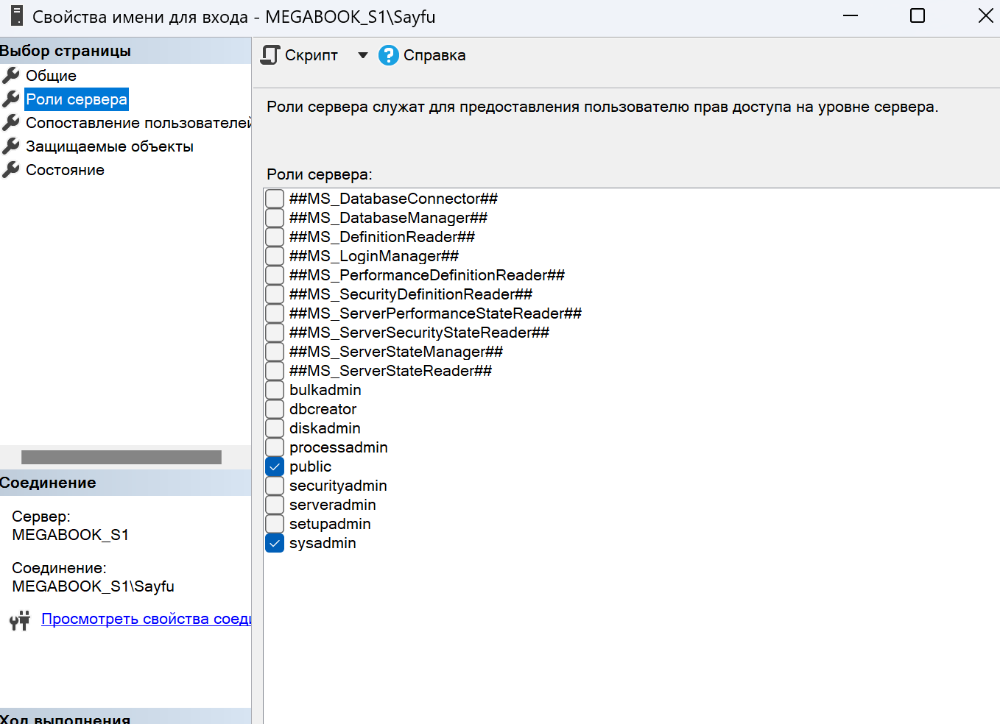 Свойства имени для входа - MEGABOOK_S1\Sayfu
Выбор страницы
Общие
Роли сервера
Сопоставление пользователей
Защищаемые объекты
Состояние
Соединение
Сервер:
MEGABOOK_S1
Соединение:
MEGABOOK_S1\Sayfu
Просмотреть свойства соеди
Ход выполнения
Скрипт
Справка
Роли сервера служат для предоставления пользователю прав доступа на уровне сервера.
Роли сервера:
##MS_DatabaseConnector##
##MS_DatabaseManager##
##MS_DefinitionReader##
##MS_LoginManager##
##MS_PerformanceDefinitionReader##
##MS_SecurityDefinitionReader##
##MS_ServerPerformanceStateReader##
##MS_ServerSecurityStateReader##
##MS_ServerStateManager##
##MS_ServerStateReader##
bulkadmin
dbcreator
diskadmin
processadmin
public
securityadmin
serveradmin
setupadmin
sysadmin